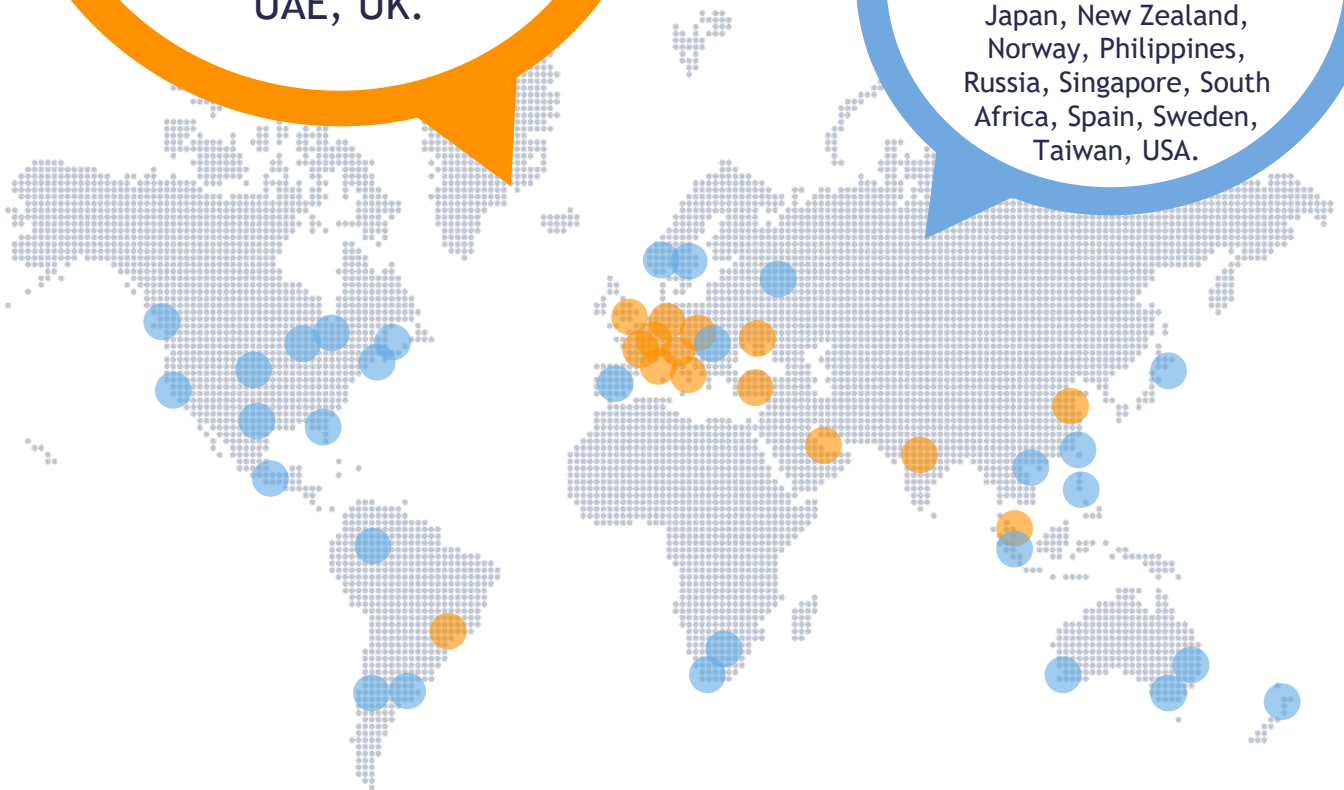 UAE, UK.
Japan, New Zealand,
Norway, Philippines,
Russia, Singapore, South
Africa, Spain, Sweden,
Taiwan, USA.